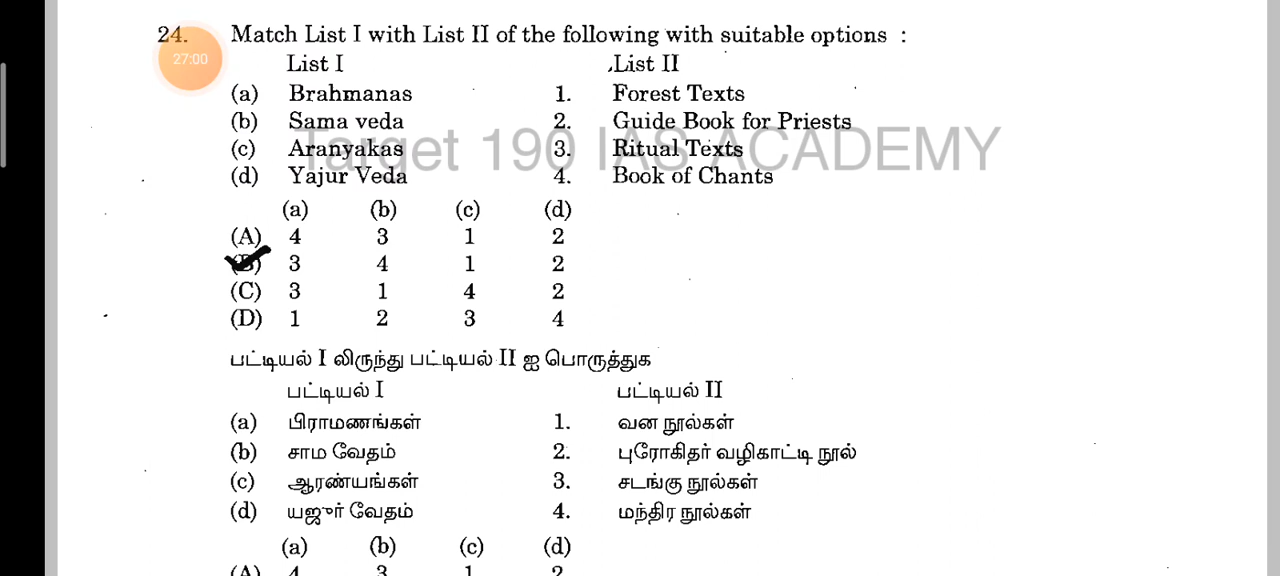 24. Match List I with List II of the following with suitable options :
27:00
List I List II
(a) Brahmanas 1. Forest Texts
(b) Sama veda 2. Guide Book for Priests
Target 190 IAS ACADEMY
(c) Aranyakas 3. Ritual Texts
(d) Yajur Veda 4. Book of Chants
(a) (b) (c) (d)
(A) 4 3 1 2
(B) 3 4 1 2
(C) 3 1 4 2
(D) 1 2 3 4
பட்டியல் I லிருந்து பட்டியல் II ஐ பொருத்துக
பட்டியல் I பட்டியல் II
(a) பிராமணங்கள் 1. வன நூல்கள்
(b) சாம வேதம் 2. புரோகிதர் வழிகாட்டி நூல்
(c) ஆரண்யங்கள் 3. சடங்கு நூல்கள்
(d) யஜுர் வேதம் 4. மந்திர நூல்கள்
(a) (b) (c) (d)
(A) 4 3 1 2